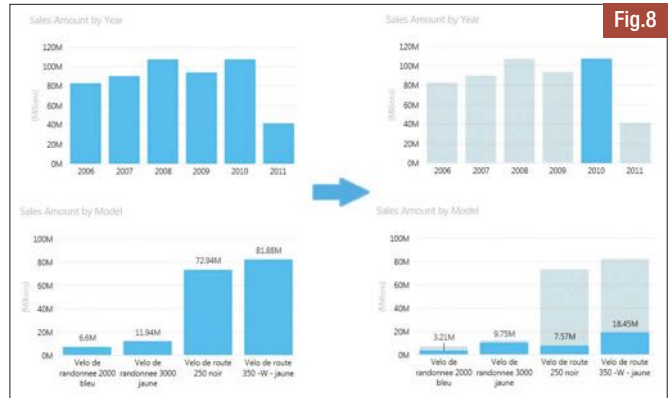 Fig.8
Sales Amount by Year
120M
100M
80M
60M
40M
20M
0M
(Millions)
2006 2007 2008 2009 2010 2011
Sales Amount by Year
120M
100M
80M
60M
40M
20M
0M
(Millions)
2006 2007 2008 2009 2010 2011
Sales Amount by Model
100M
80M
60M
40M
20M
0M
(Millions)
6.6M 11.94M 72.94M 81.88M
Velo de randonnee 2000 bleu
Velo de randonnee 3000 jaune
Velo de route 250 noir
Velo de route 350 -W - jaune
Sales Amount by Model
100M
80M
60M
40M
20M
0M
(Millions)
3.21M 9.75M 7.57M 18.45M
Velo de randonnee 2000 bleu
Velo de randonnee 3000 jaune
Velo de route 250 noir
Velo de route 350 -W - jaune